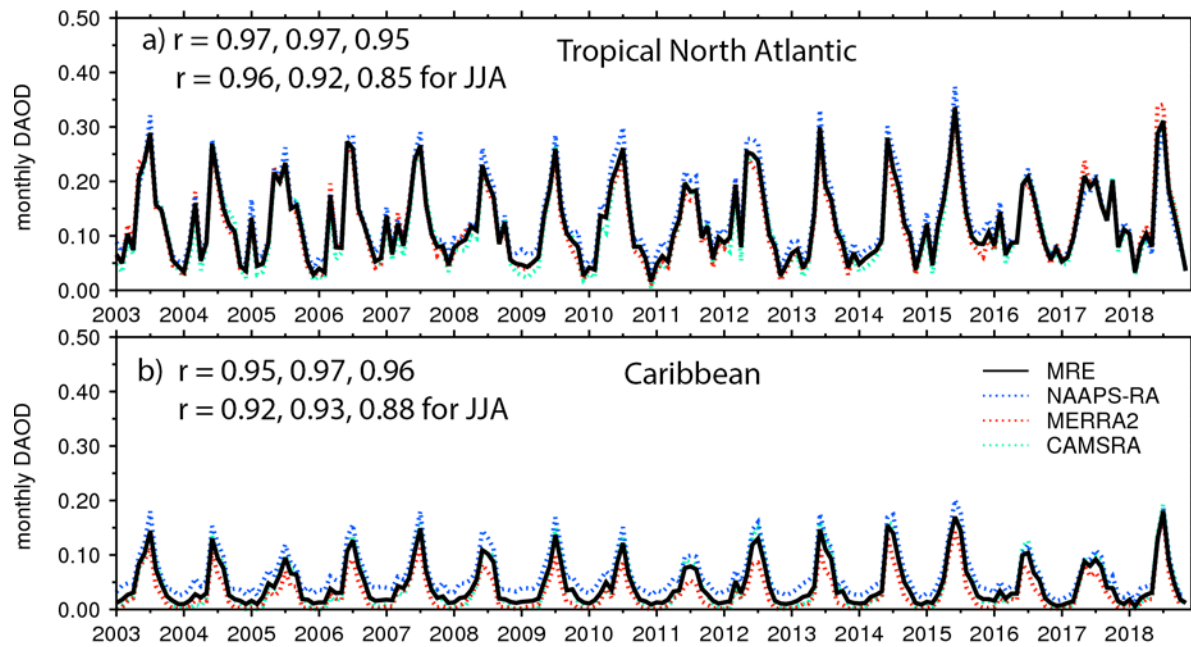 0.50
a) r = 0.97, 0.97, 0.95
Tropical North Atlantic
r = 0.96, 0.92, 0.85 for JJA
0.40
0.30
0.20
0.10
0.00
monthly DAOD
2003 2004 2005 2006 2007 2008 2009 2010 2011 2012 2013 2014 2015 2016 2017 2018
0.50
b) r = 0.95, 0.97, 0.96
Caribbean
r = 0.92, 0.93, 0.88 for JJA
MRE
NAAPS-RA
MERRA2
CAMSRA
0.40
0.30
0.20
0.10
0.00
monthly DAOD
2003 2004 2005 2006 2007 2008 2009 2010 2011 2012 2013 2014 2015 2016 2017 2018